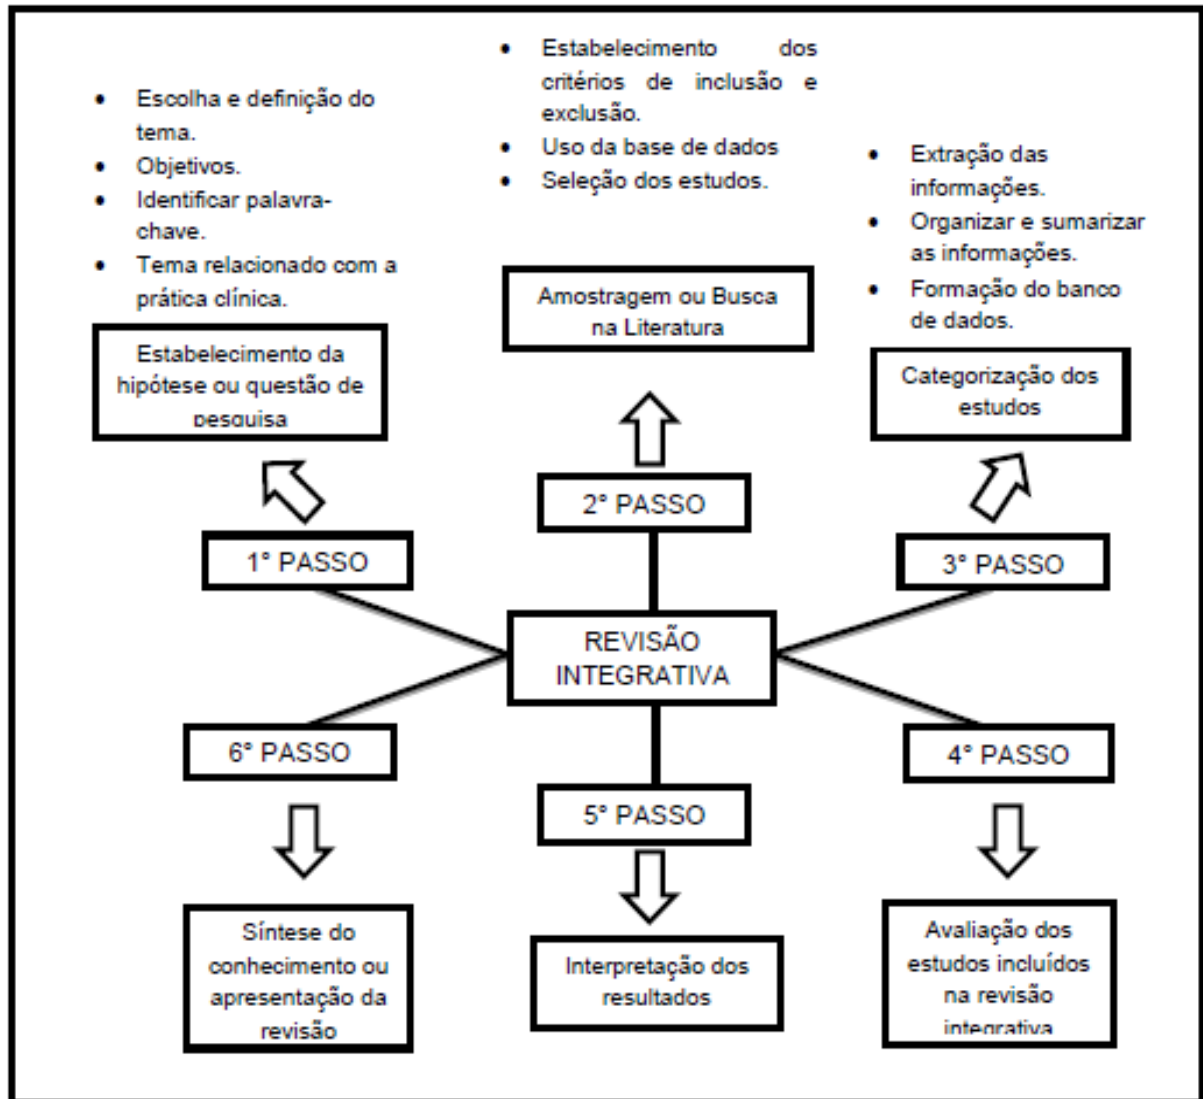 • Escolha e definição do
tema.
• Objetivos.
• Identificar palavra-
chave.
• Tema relacionado com a
prática clínica.
Estabelecimento da
hipótese ou questão de
pesquisa
1° PASSO
• Estabelecimento dos
critérios de inclusão e
exclusão.
• Uso da base de dados
• Seleção dos estudos.
Amostragem ou Busca
na Literatura
2° PASSO
• Extração das
informações.
• Organizar e sumarizar
as informações.
• Formação do banco
de dados.
Categorização dos
estudos
3° PASSO
REVISÃO
INTEGRATIVA
4° PASSO
Avaliação dos
estudos incluídos
na revisão
integrativa
5° PASSO
Interpretação dos
resultados
6° PASSO
Síntese do
conhecimento ou
apresentação da
revisão